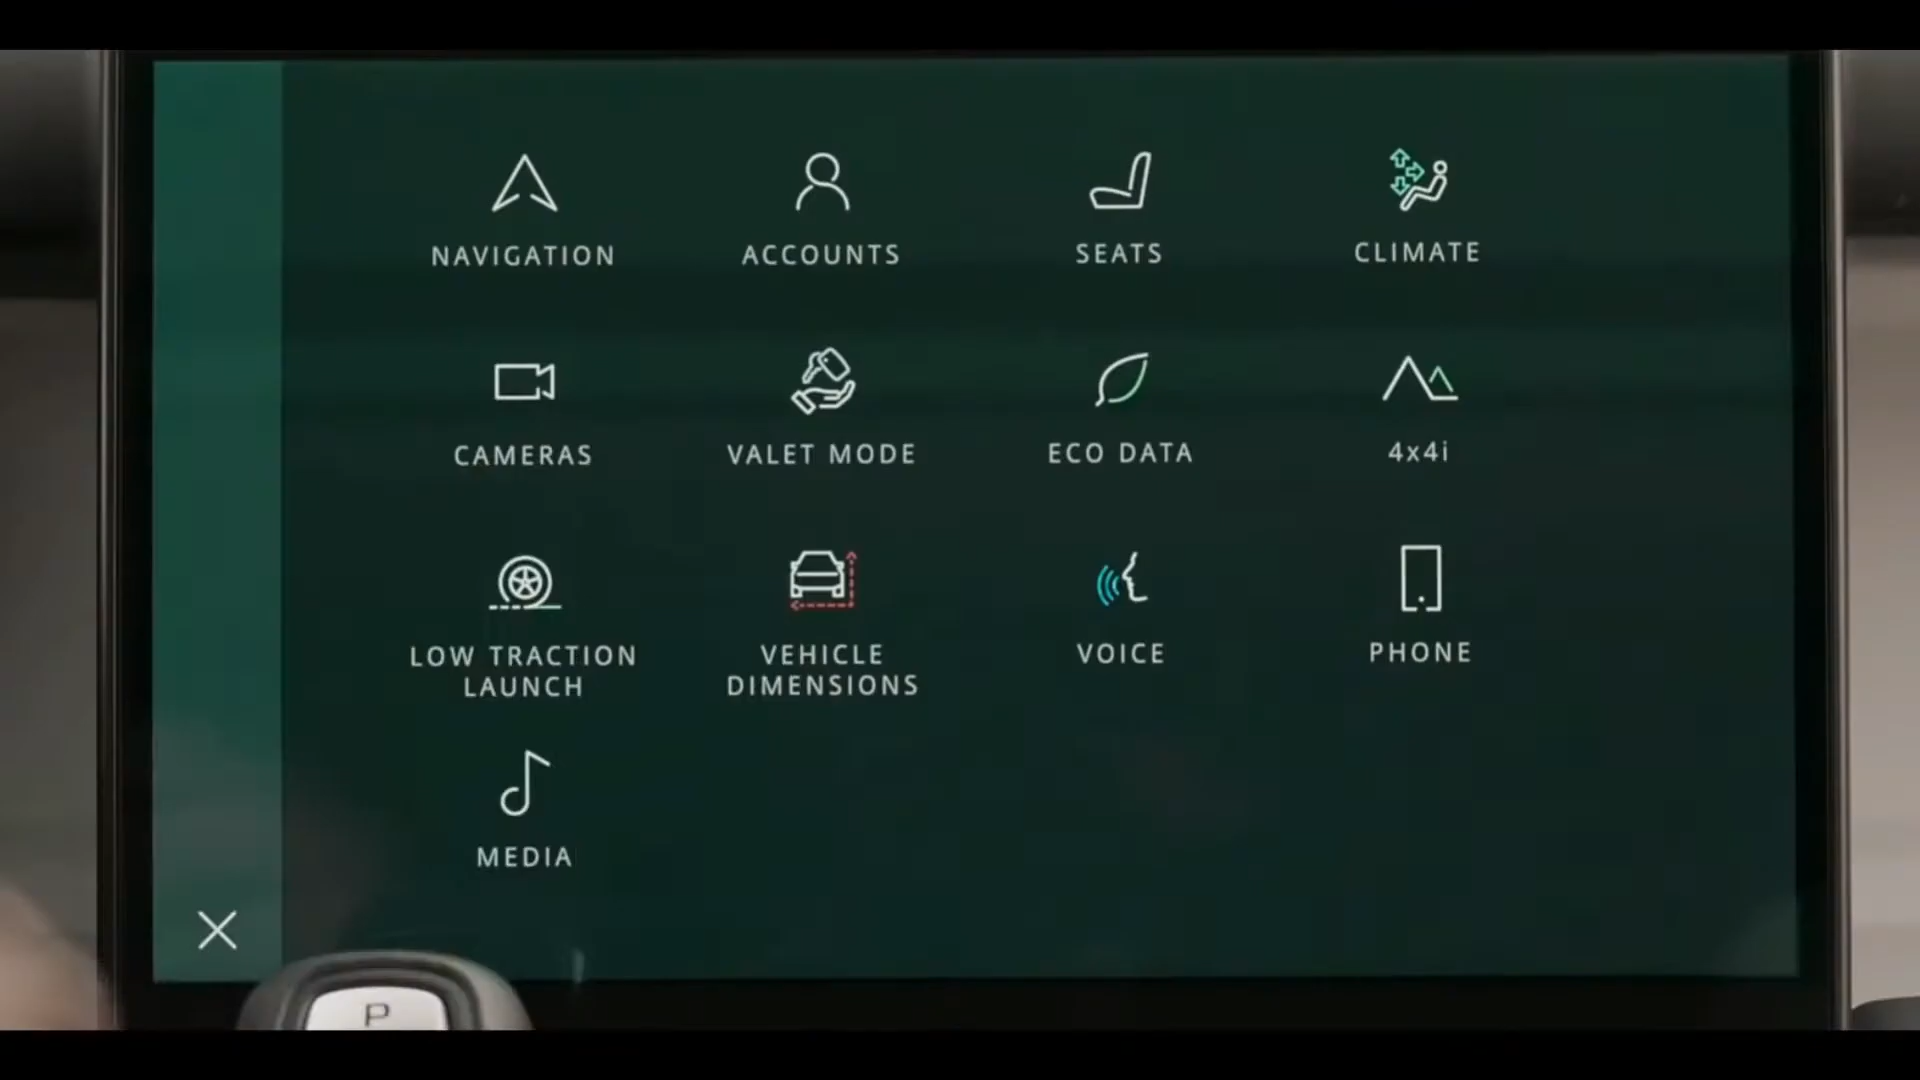 NAVIGATION
ACCOUNTS
SEATS
CLIMATE
CAMERAS
VALET MODE
ECO DATA
4x4i
LOW TRACTION
LAUNCH
VEHICLE
DIMENSIONS
VOICE
PHONE
MEDIA
P